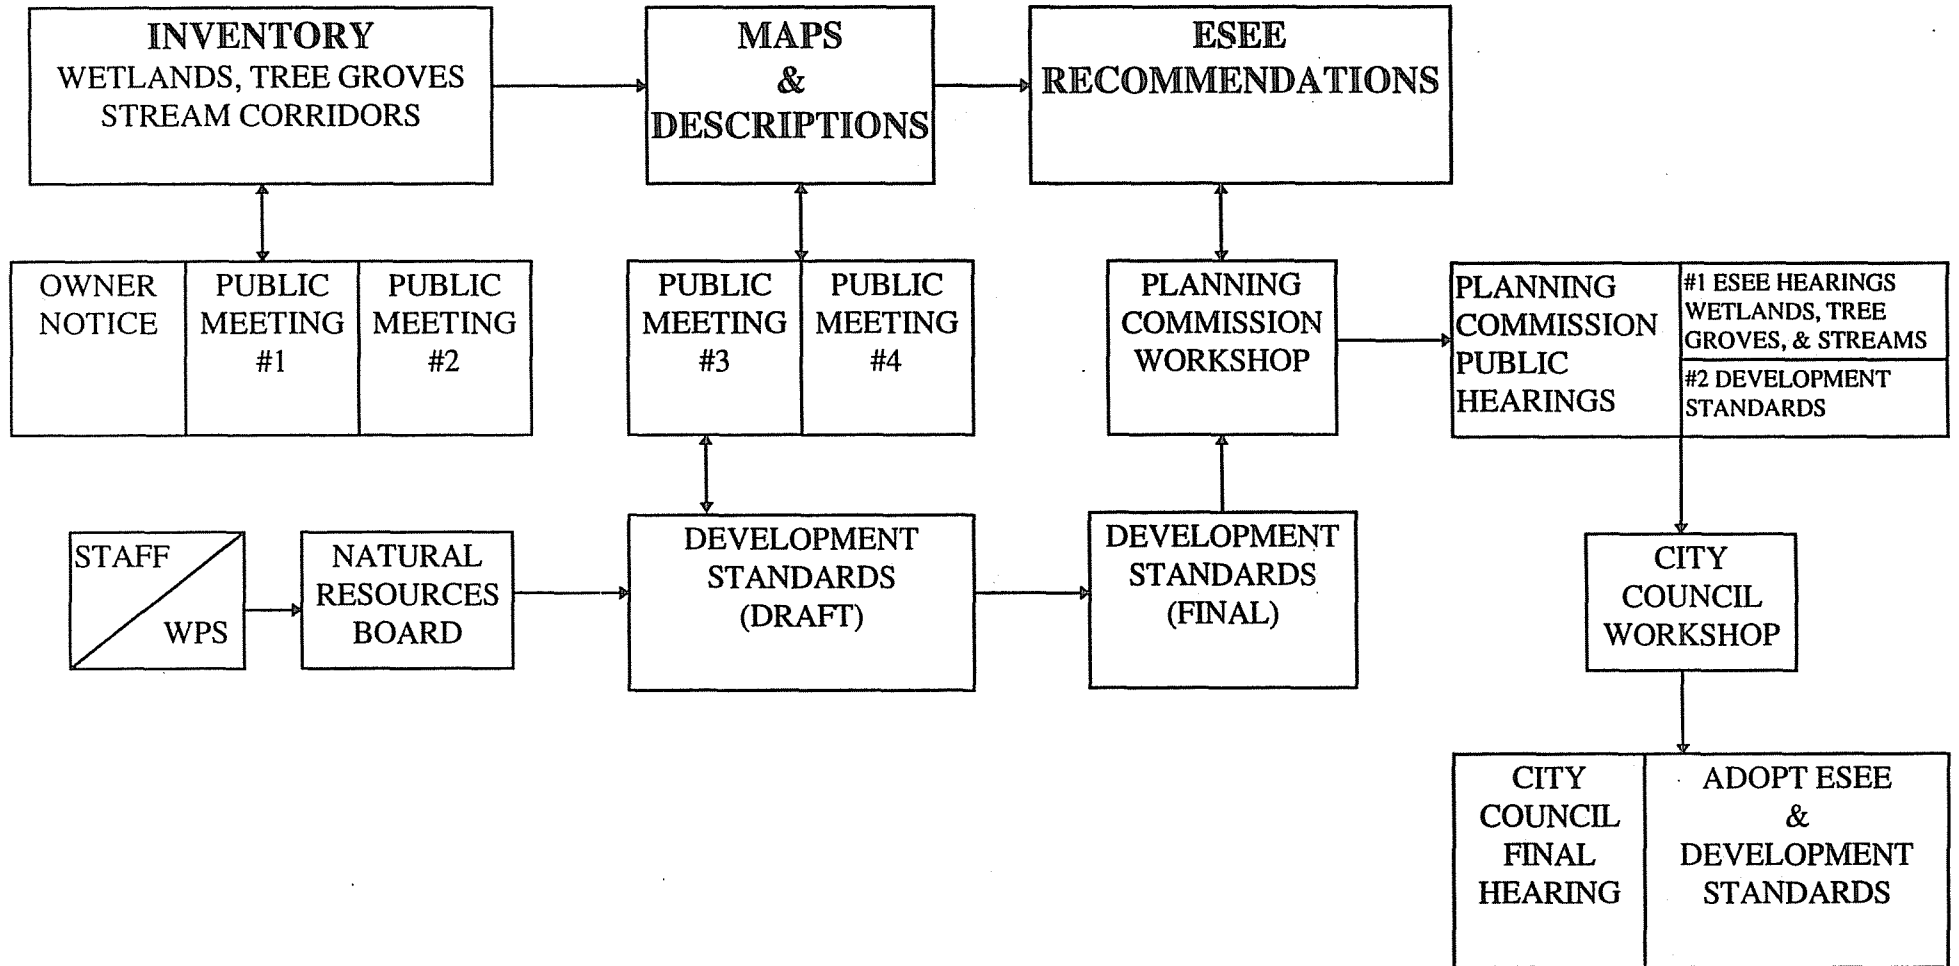 INVENTORY
WETLANDS, TREE GROVES
STREAM CORRIDORS
MAPS
&
DESCRIPTIONS
ESEE
RECOMMENDATIONS
OWNER
NOTICE
PUBLIC
MEETING
#1
PUBLIC
MEETING
#2
PUBLIC
MEETING
#3
PUBLIC
MEETING
#4
PLANNING
COMMISSION
WORKSHOP
PLANNING
COMMISSION
PUBLIC
HEARINGS
#1 ESEE HEARINGS
WETLANDS, TREE
GROVES, & STREAMS
#2 DEVELOPMENT
STANDARDS
STAFF
WPS
NATURAL
RESOURCES
BOARD
DEVELOPMENT
STANDARDS
(DRAFT)
DEVELOPMENT
STANDARDS
(FINAL)
CITY
COUNCIL
WORKSHOP
CITY
COUNCIL
FINAL
HEARING
ADOPT ESEE
&
DEVELOPMENT
STANDARDS